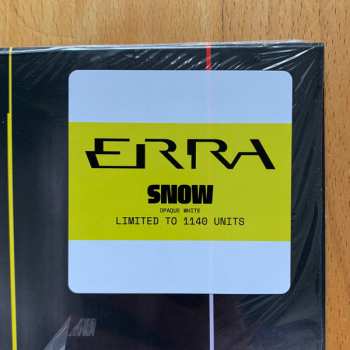 ERRA
SNOW
OPAQUE WHITE
LIMITED TO 1140 UNITS